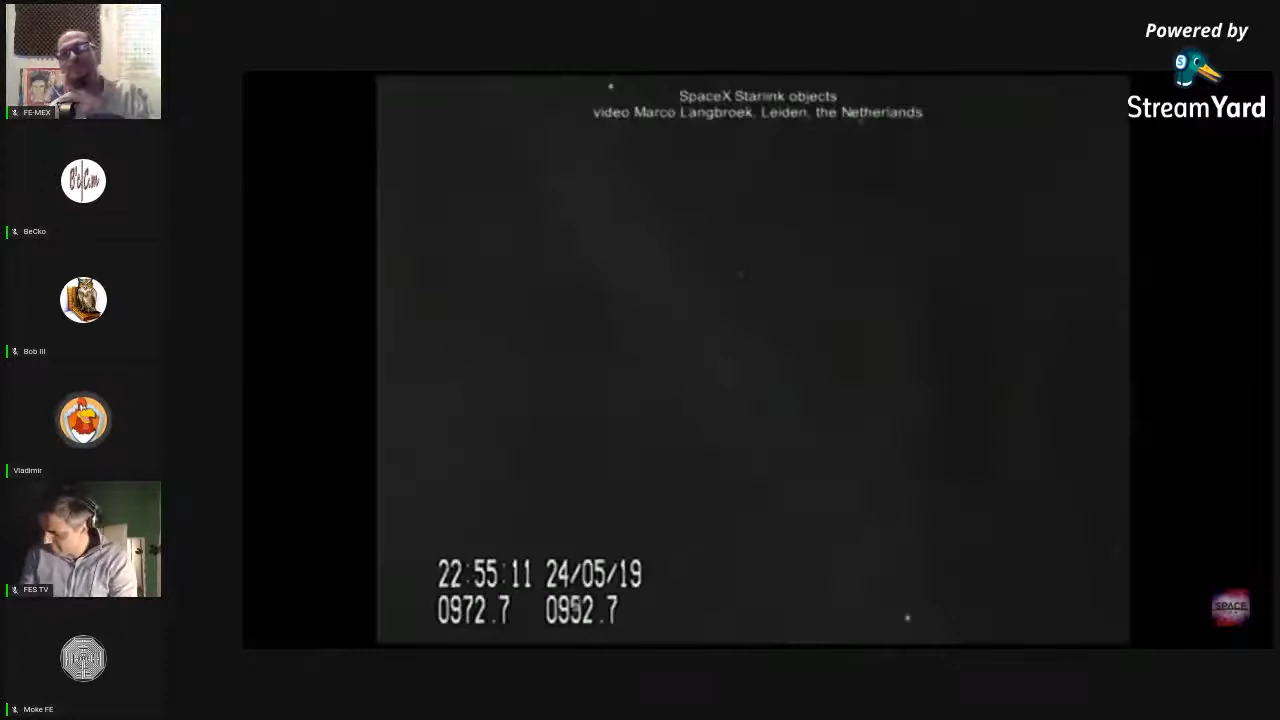 FE-MEX
B'c C.m
BeCko
Bob III
Vladimir
FES TV
Moke FE
SpaceX Starlink objects
video Marco Langbroek, Leiden, the Netherlands
22:55:11 24/05/19
0972.7 0952.7
Powered by
S
StreamYard
SPACE